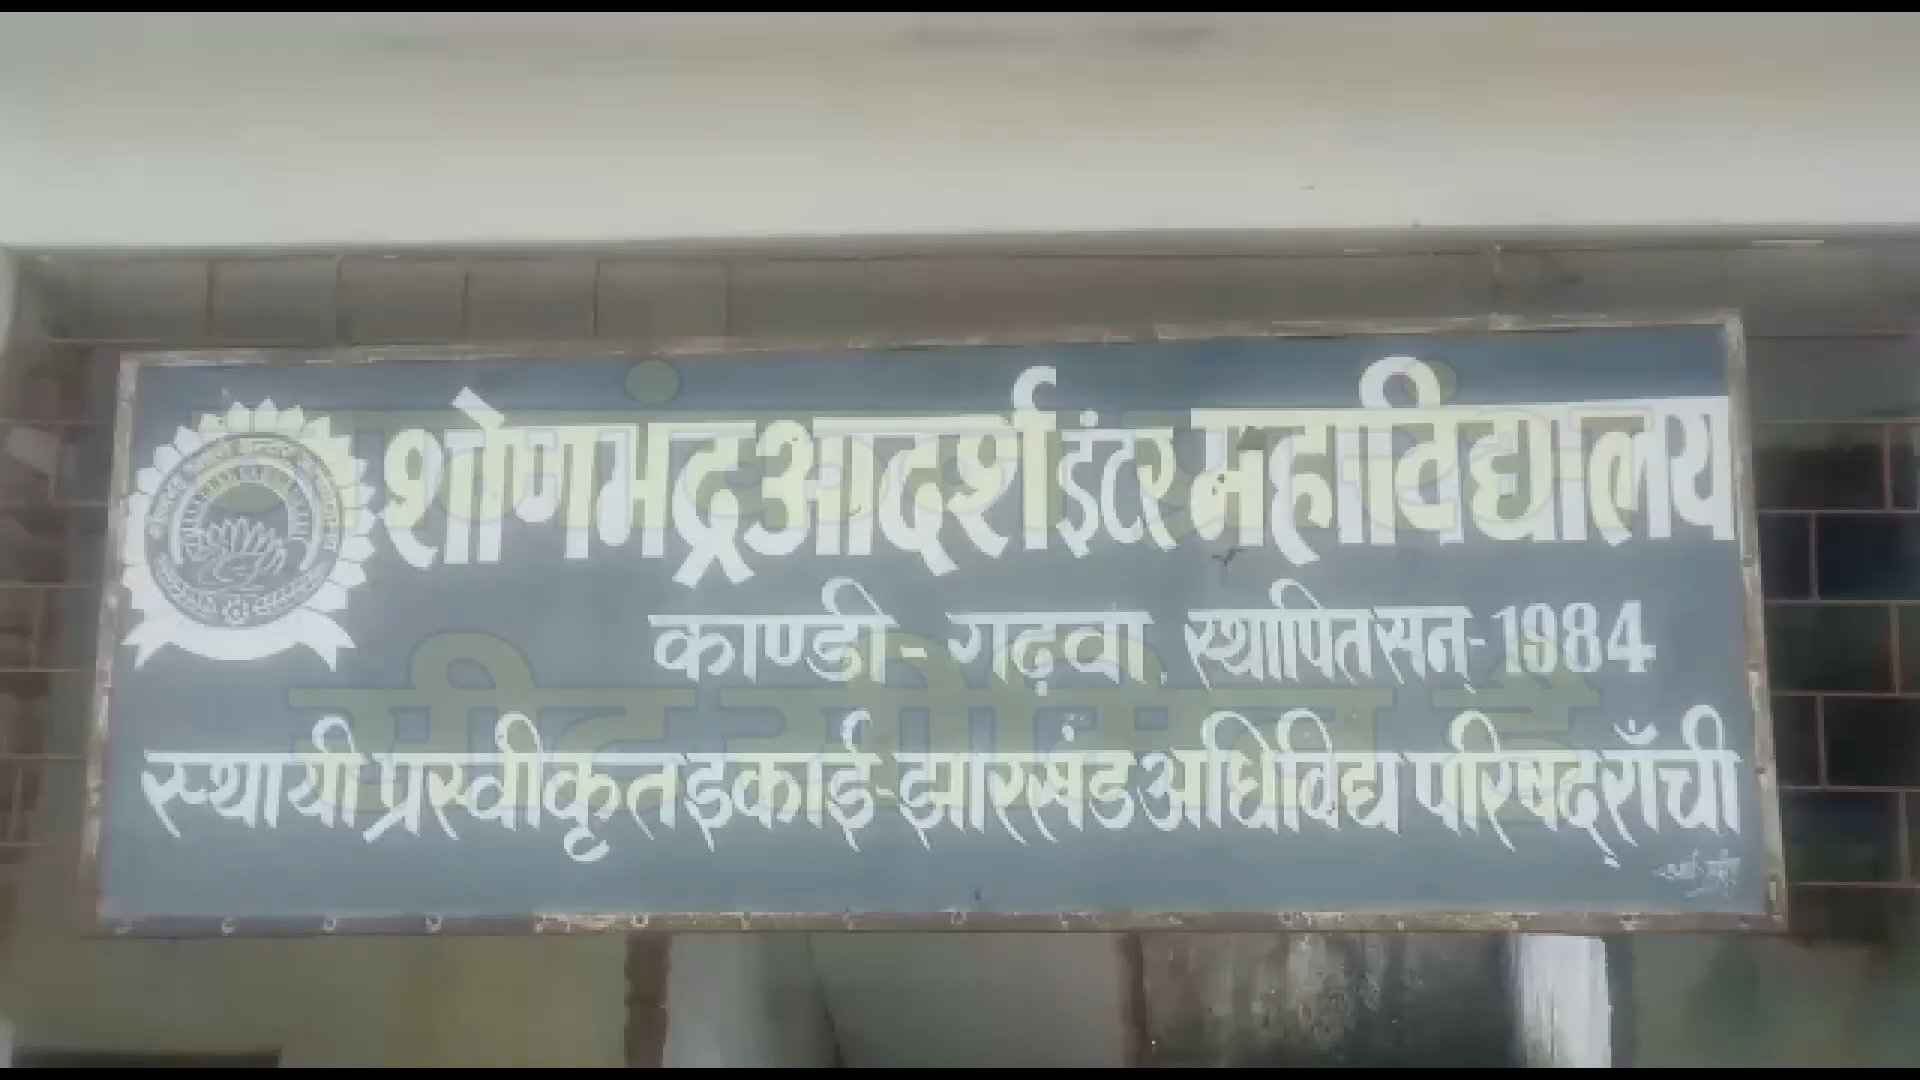 शोणभद्र आदर्श इंटर महाविद्यालय
काण्डी - गढ़वा, स्थापित सन् - 1984
स्थायी प्रस्वीकृत इकाई - झारखंड अधिविद्य परिषद् राँची
सीट सीमित है